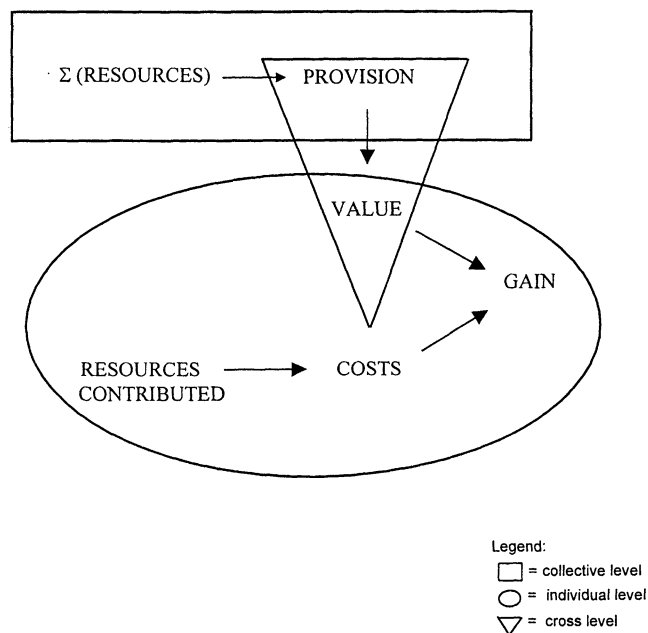 Σ (RESOURCES) PROVISION
VALUE
GAIN
RESOURCES
CONTRIBUTED
COSTS
Legend:
= collective level
= individual level
= cross level